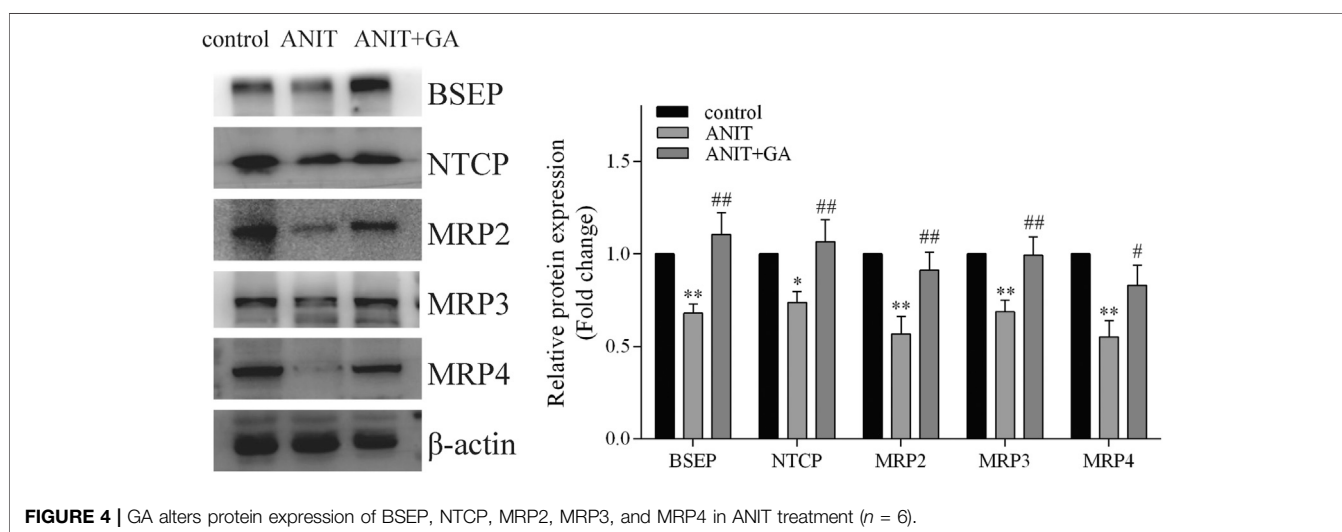 control ANIT ANIT+GA
BSEP
NTCP
MRP2
MRP3
MRP4
β-actin
control
ANIT
ANIT+GA
Relative protein expression
(Fold change)
1.5
1.0
0.5
0.0
** ## * ## ** ## ** ## ** #
BSEP NTCP MRP2 MRP3 MRP4
FIGURE 4 | GA alters protein expression of BSEP, NTCP, MRP2, MRP3, and MRP4 in ANIT treatment (n = 6).